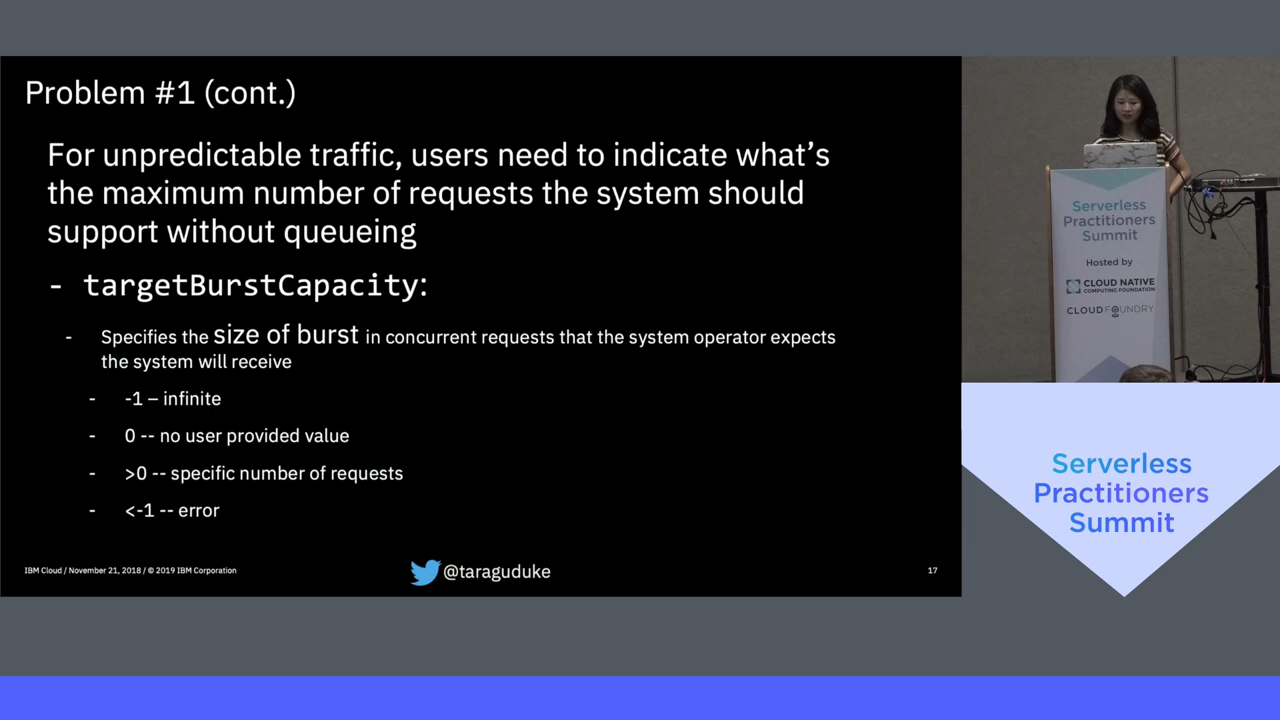 Problem #1 (cont.)
For unpredictable traffic, users need to indicate what's
the maximum number of requests the system should
support without queueing
- targetBurstCapacity:
- Specifies the size of burst in concurrent requests that the system operator expects
the system will receive
- -1 – infinite
- 0 -- no user provided value
- >0 -- specific number of requests
- <-1 -- error
IBM Cloud / November 21, 2018 / © 2019 IBM Corporation
@taraguduke
17
Serverless
Practitioners
Summit
Hosted by
CLOUD NATIVE
COMPUTING FOUNDATION
CLOUD FOUNDRY
Serverless
Practitioners
Summit